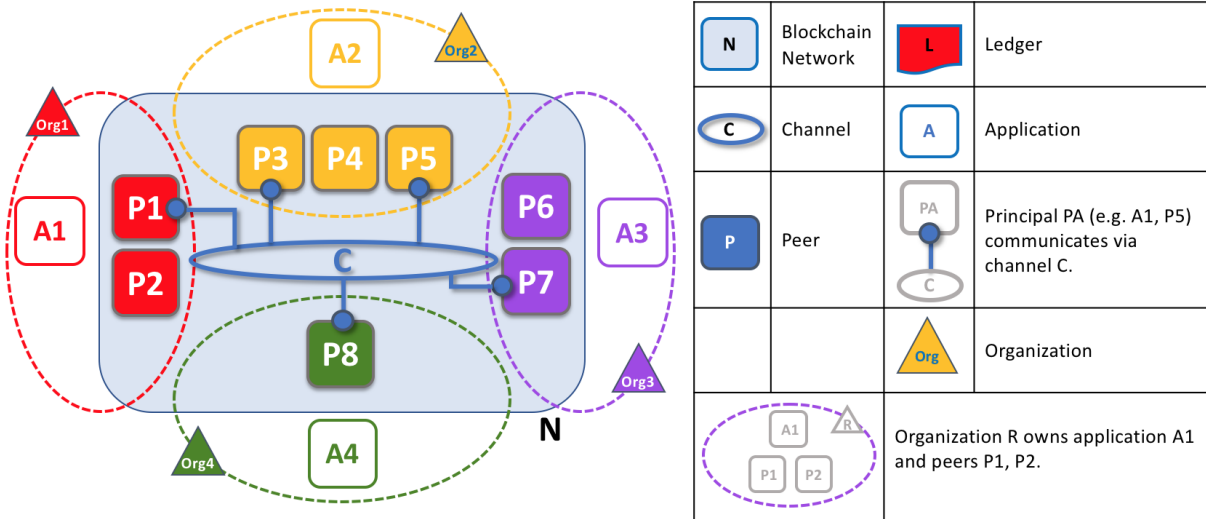 A2
Org2
Org1
P3
P4
P5
P1
P6
A1
A3
C
P2
P7
P8
Org3
N
A4
Org4
N
Blockchain
Network
L
Ledger
C
Channel
A
Application
P
Peer
PA
C
Principal PA (e.g. A1, P5)
communicates via
channel C.
Org
Organization
A1
R
P1
P2
Organization R owns application A1
and peers P1, P2.